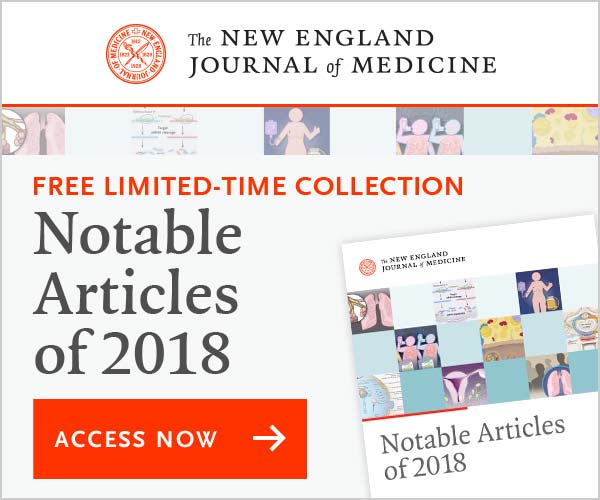 The NEW ENGLAND
JOURNAL of MEDICINE
FREE LIMITED-TIME COLLECTION
Notable
Articles
of 2018
ACCESS NOW
The NEW ENGLAND
JOURNAL of MEDICINE
Notable Articles
of 2018